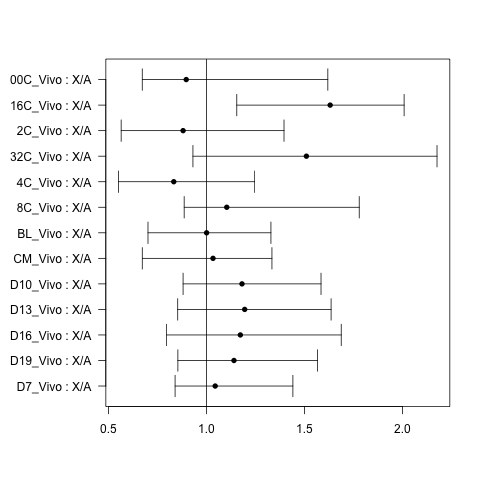 00C_Vivo : X/A
16C_Vivo : X/A
2C_Vivo : X/A
32C_Vivo : X/A
4C_Vivo : X/A
8C_Vivo : X/A
BL_Vivo : X/A
CM_Vivo : X/A
D10_Vivo : X/A
D13_Vivo : X/A
D16_Vivo : X/A
D19_Vivo : X/A
D7_Vivo : X/A
0.5 1.0 1.5 2.0